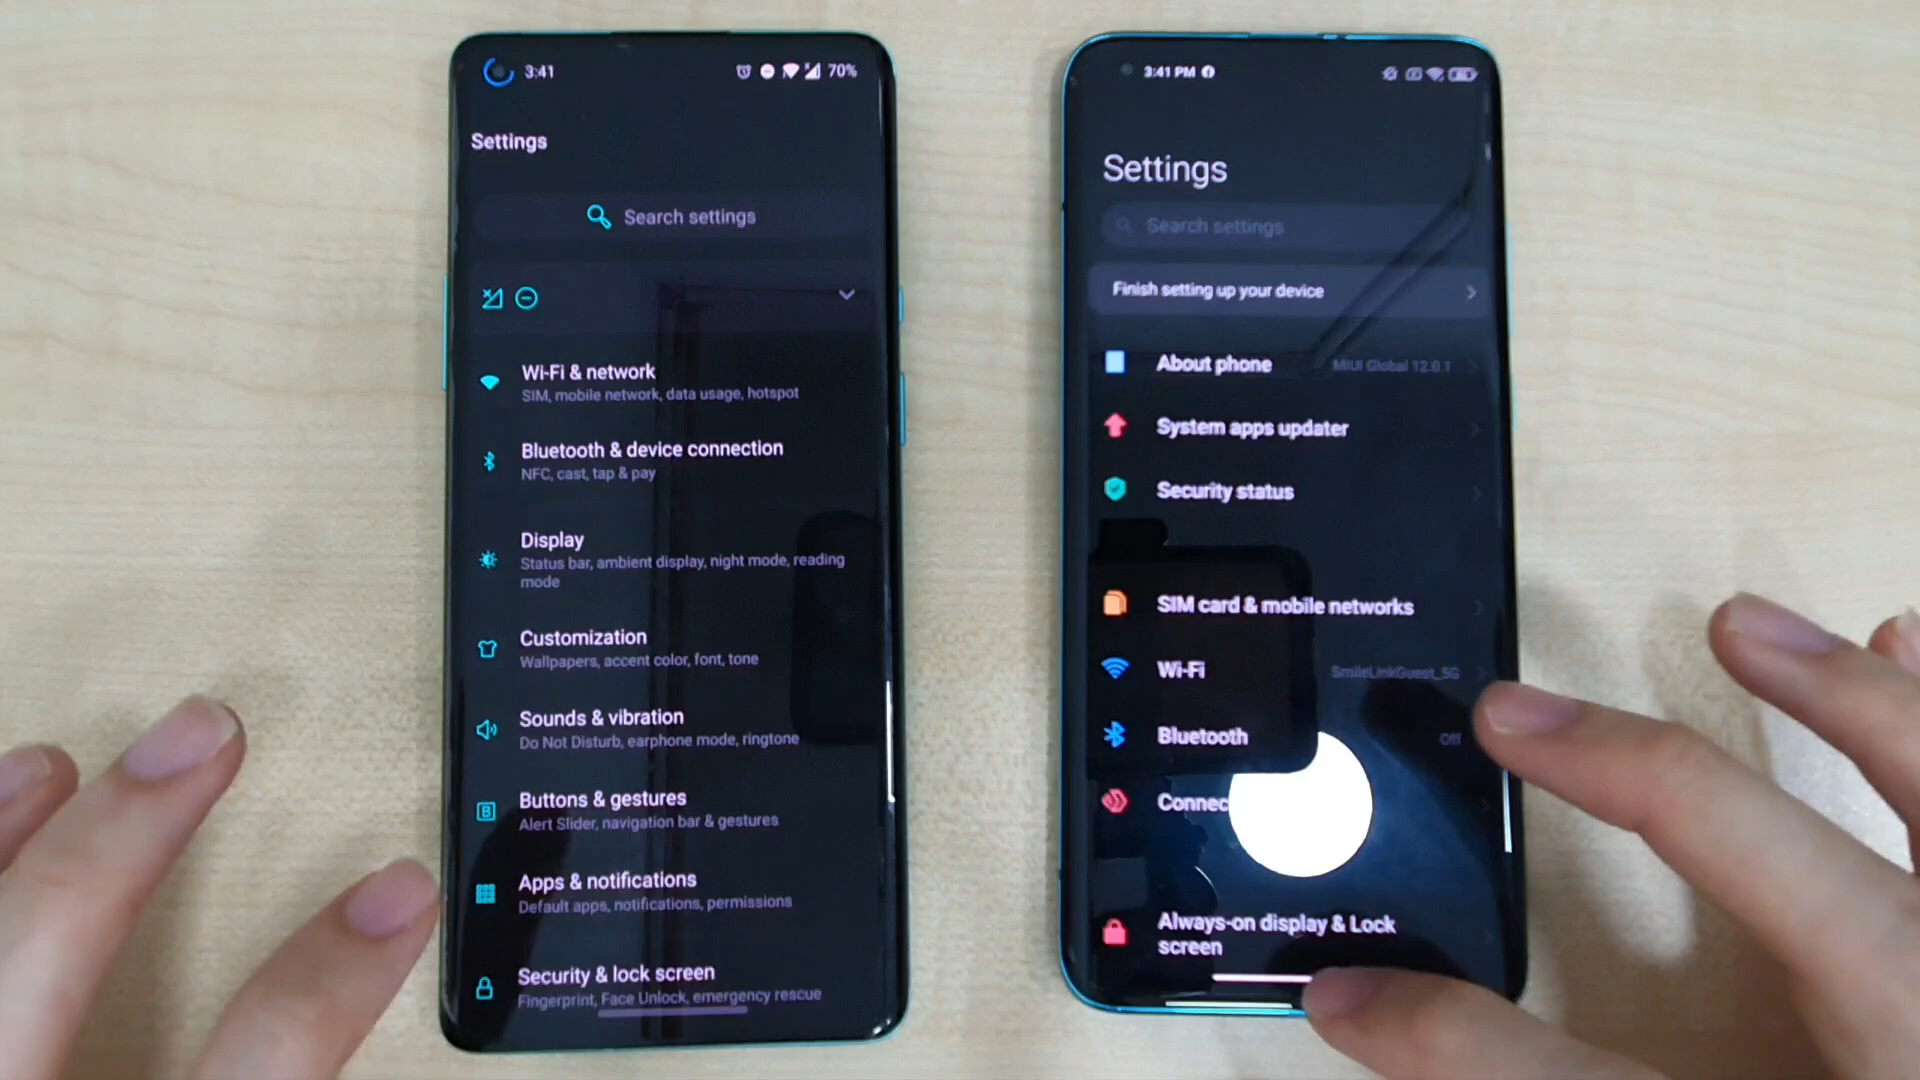 3:41
70%
Settings
Search settings
Wi-Fi & network
SIM, mobile network, data usage, hotspot
Bluetooth & device connection
NFC, cast, tap & pay
Display
Status bar, ambient display, night mode, reading
mode
Customization
Wallpapers, accent color, font, tone
Sounds & vibration
Do Not Disturb, earphone mode, ringtone
Buttons & gestures
Alert Slider, navigation bar & gestures
Apps & notifications
Default apps, notifications, permissions
Security & lock screen
Fingerprint, Face Unlock, emergency rescue
3:41 PM
Settings
Search settings
Finish setting up your device
About phone
MIUI Global 12.0.1
System apps updater
Security status
SIM card & mobile networks
Wi-Fi
SmileLinkGuest_5G
Bluetooth
Off
Connec
Always-on display & Lock
screen